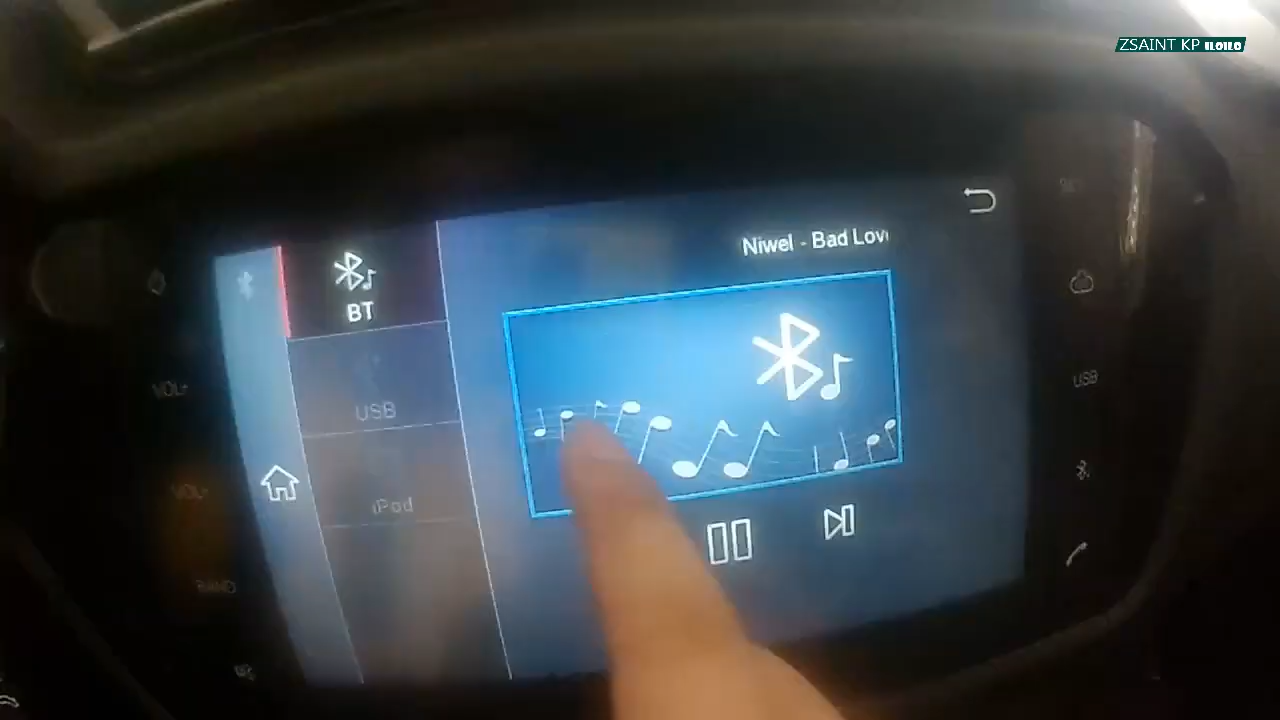 ZSAINT KP ILOILO
Niwel - Bad Lov
BT
VOL+
USB
USB
VOL-
iPod
BAND